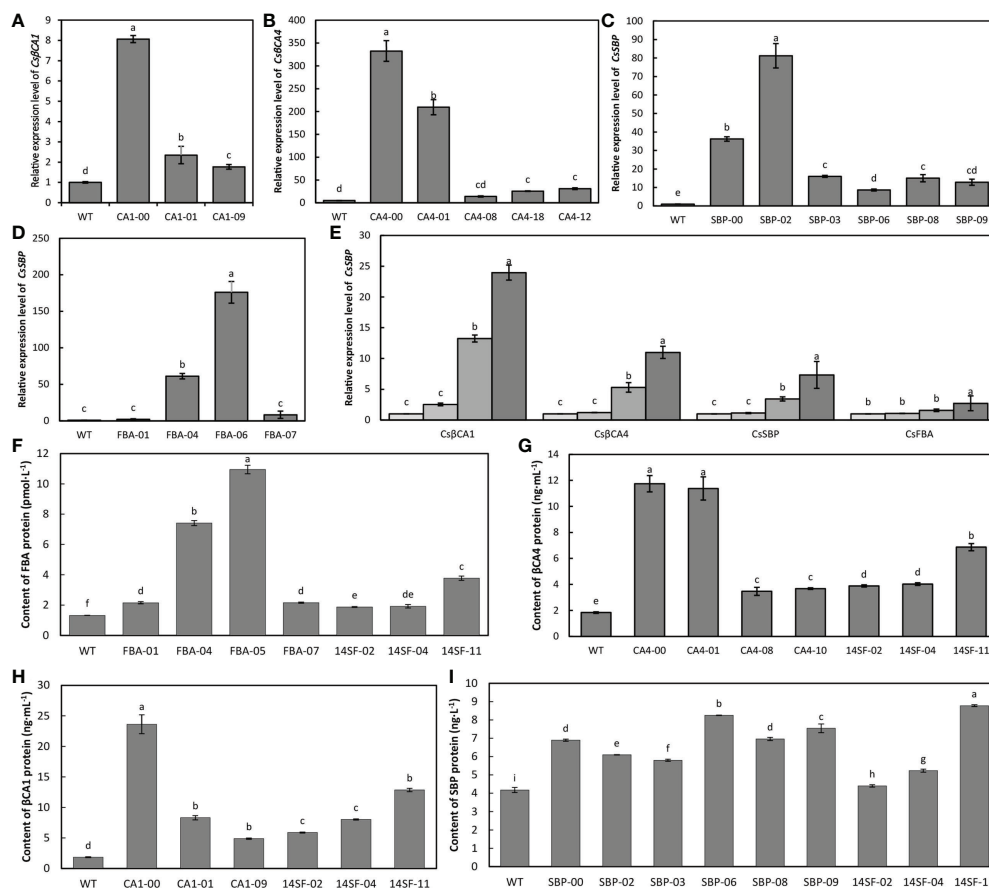 A
Relative expression level of CsβCA1
9
8
7
6
5
4
3
2
1
0
d
a
b
c
WT CA1-00 CA1-01 CA1-09
B
Relative expression level of CsβCA4
350
300
250
200
150
100
50
0
d
a
b
cd
c
c
WT CA4-00 CA4-01 CA4-08 CA4-18 CA4-12
C
Relative expression level of CsSBP
100
90
80
70
60
50
40
30
20
10
0
e
b
a
c
d
c
cd
WT SBP-00 SBP-02 SBP-03 SBP-06 SBP-08 SBP-09
D
Relative expression level of CsSBP
250
200
150
100
50
0
c
c
b
a
c
WT FBA-01 FBA-04 FBA-06 FBA-07
E
Relative expression level of CsSBP
30
25
20
15
10
5
0
c c b a
c c b a
c c b a
b b b a
CsβCA1 CsβCA4 CsSBP CsFBA
F
Content of FBA protein (pmol·L-1)
12
10
8
6
4
2
0
f
d
b
a
d
e
de
c
WT FBA-01 FBA-04 FBA-05 FBA-07 14SF-02 14SF-04 14SF-11
G
Content of βCA4 protein (ng·mL-1)
14
12
10
8
6
4
2
0
e
a
a
c
c
d
d
b
WT CA4-00 CA4-01 CA4-08 CA4-10 14SF-02 14SF-04 14SF-11
H
Content of βCA1 protein (ng·mL-1)
30
25
20
15
10
5
0
d
a
b
b
c
c
b
WT CA1-00 CA1-01 CA1-09 14SF-02 14SF-04 14SF-11
I
Content of SBP protein (ng·L-1)
10
9
8
7
6
5
4
3
2
1
0
i
d
e
f
b
d
c
h
g
a
WT SBP-00 SBP-02 SBP-03 SBP-06 SBP-08 SBP-09 14SF-02 14SF-04 14SF-1